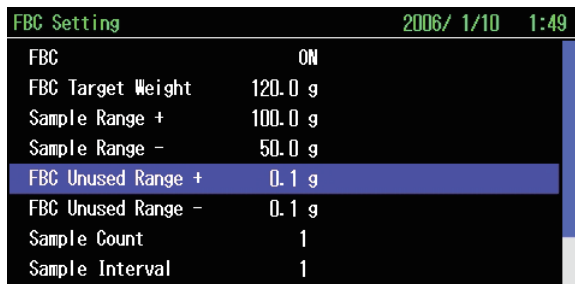 FBC Setting 2006/ 1/10 1:49
FBC ON
FBC Target Weight 120.0 g
Sample Range + 100.0 g
Sample Range - 50.0 g
FBC Unused Range + 0.1 g
FBC Unused Range - 0.1 g
Sample Count 1
Sample Interval 1